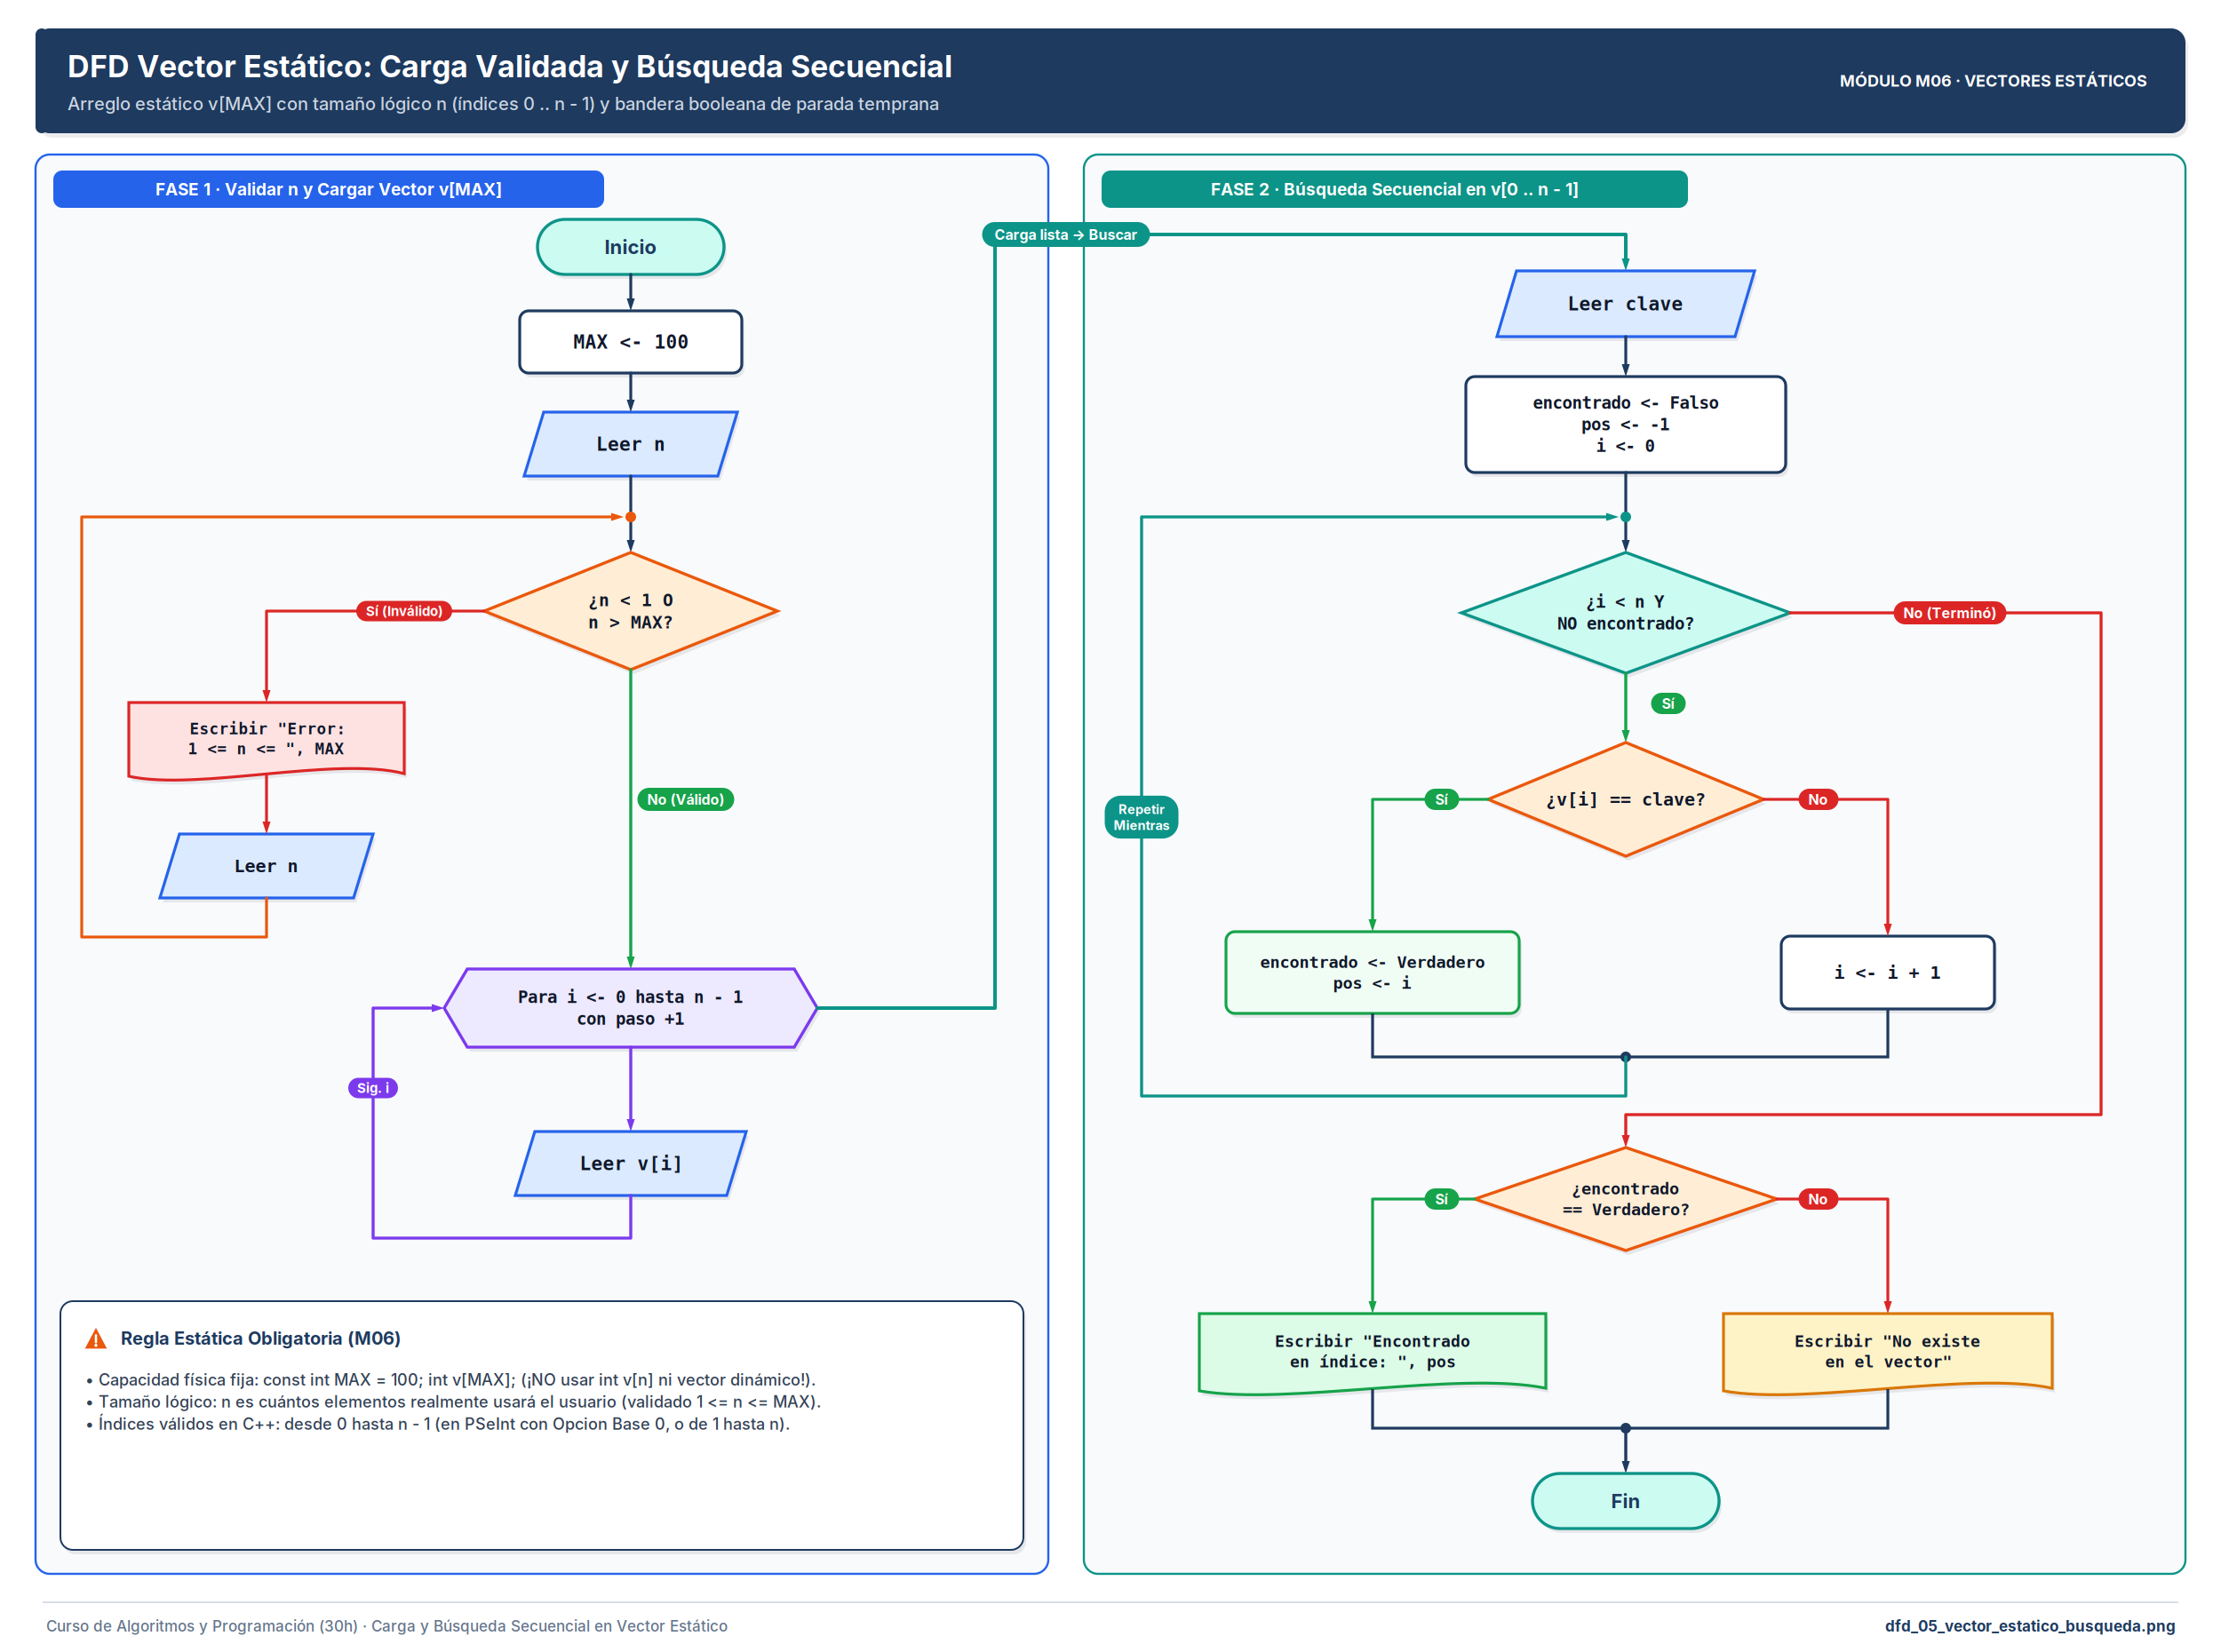 DFD Vector Estático: Carga Validada y Búsqueda Secuencial
Arreglo estático v[MAX] con tamaño lógico n (índices 0 .. n - 1) y bandera booleana de parada temprana
MÓDULO M06 · VECTORES ESTÁTICOS
FASE 1 · Validar n y Cargar Vector v[MAX]
Inicio
MAX <- 100
Leer n
¿n < 1 O
n > MAX?
Sí (Inválido)
Escribir "Error:
1 <= n <= ", MAX
Leer n
No (Válido)
Para i <- 0 hasta n - 1
con paso +1
Sig. i
Leer v[i]
Regla Estática Obligatoria (M06)
• Capacidad física fija: const int MAX = 100; int v[MAX]; (¡NO usar int v[n] ni vector dinámico!).
• Tamaño lógico: n es cuántos elementos realmente usará el usuario (validado 1 <= n <= MAX).
• Índices válidos en C++: desde 0 hasta n - 1 (en PSeInt con Opcion Base 0, o de 1 hasta n).
Carga lista → Buscar
FASE 2 · Búsqueda Secuencial en v[0 .. n - 1]
Leer clave
encontrado <- Falso
pos <- -1
i <- 0
¿i < n Y
NO encontrado?
No (Terminó)
Sí
¿v[i] == clave?
Sí
No
Repetir
Mientras
encontrado <- Verdadero
pos <- i
i <- i + 1
¿encontrado
== Verdadero?
Sí
No
Escribir "Encontrado
en índice: ", pos
Escribir "No existe
en el vector"
Fin
Curso de Algoritmos y Programación (30h) · Carga y Búsqueda Secuencial en Vector Estático
dfd_05_vector_estatico_busqueda.png